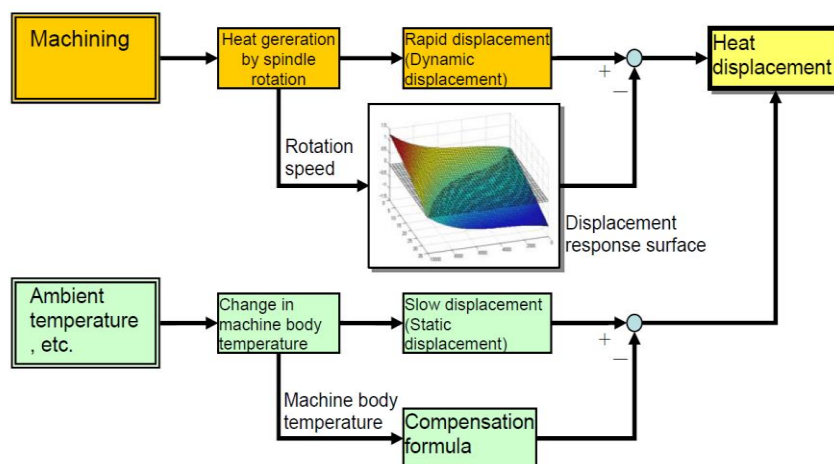 Machining
Heat gereration
by spindle
rotation
Rapid displacement
(Dynamic
displacement)
+
−
Heat
displacement
Rotation
speed
Displacement
response surface
Ambient
temperature
, etc.
Change in
machine body
temperature
Slow displacement
(Static
displacement)
+
−
Machine body
temperature
Compensation
formula